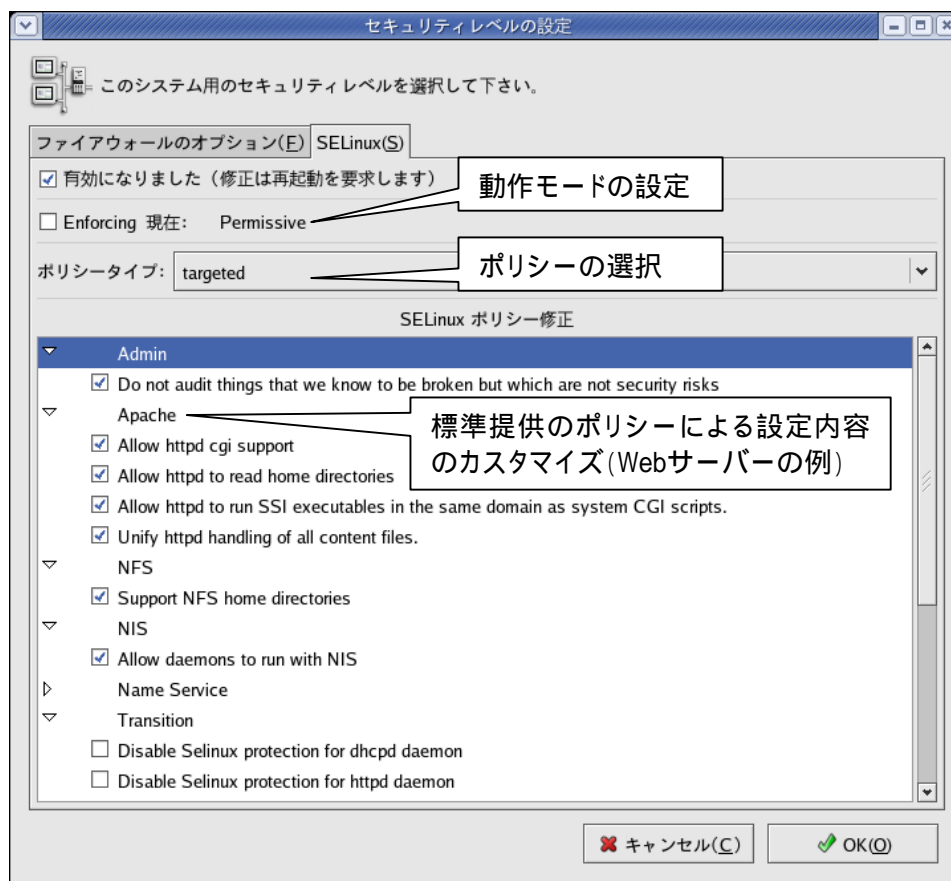 セキュリティレベルの設定
このシステム用のセキュリティレベルを選択して下さい。
ファイアウォールのオプション(F) SELinux(S)
有効になりました（修正は再起動を要求します）
動作モードの設定
Enforcing 現在: Permissive
ポリシーの選択
ポリシータイプ: targeted
SELinux ポリシー修正
Admin
Do not audit things that we know to be broken but which are not security risks
Apache
標準提供のポリシーによる設定内容
のカスタマイズ(Webサーバーの例)
Allow httpd cgi support
Allow httpd to read home directories
Allow httpd to run SSI executables in the same domain as system CGI scripts.
Unify httpd handling of all content files.
NFS
Support NFS home directories
NIS
Allow daemons to run with NIS
Name Service
Transition
Disable Selinux protection for dhcpd daemon
Disable Selinux protection for httpd daemon
キャンセル(C) OK(O)